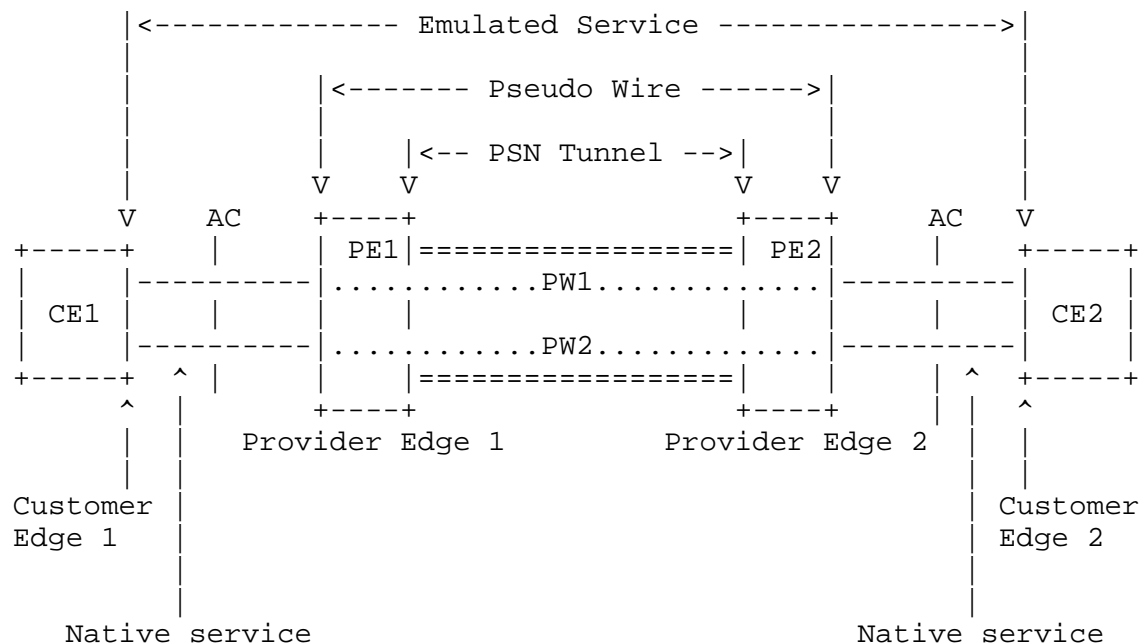 |<-------------- Emulated Service --------------->|
|<------- Pseudo Wire ------>|
|<-- PSN Tunnel -->|
V V V V
V AC +-----+ +-----+ AC V
+-----+ | | PE1|==================| PE2| | +-----+
| |----------|............PW1.............|----------| |
| CE1 | | | | | | | | CE2 |
| |----------|............PW2.............|----------| |
+-----+ ^ | | |==================| | | ^ +-----+
^ | +-----+ +-----+ | | ^
| | Provider Edge 1 Provider Edge 2 | |
Customer | | Customer
Edge 1 | | Edge 2
Native service Native service